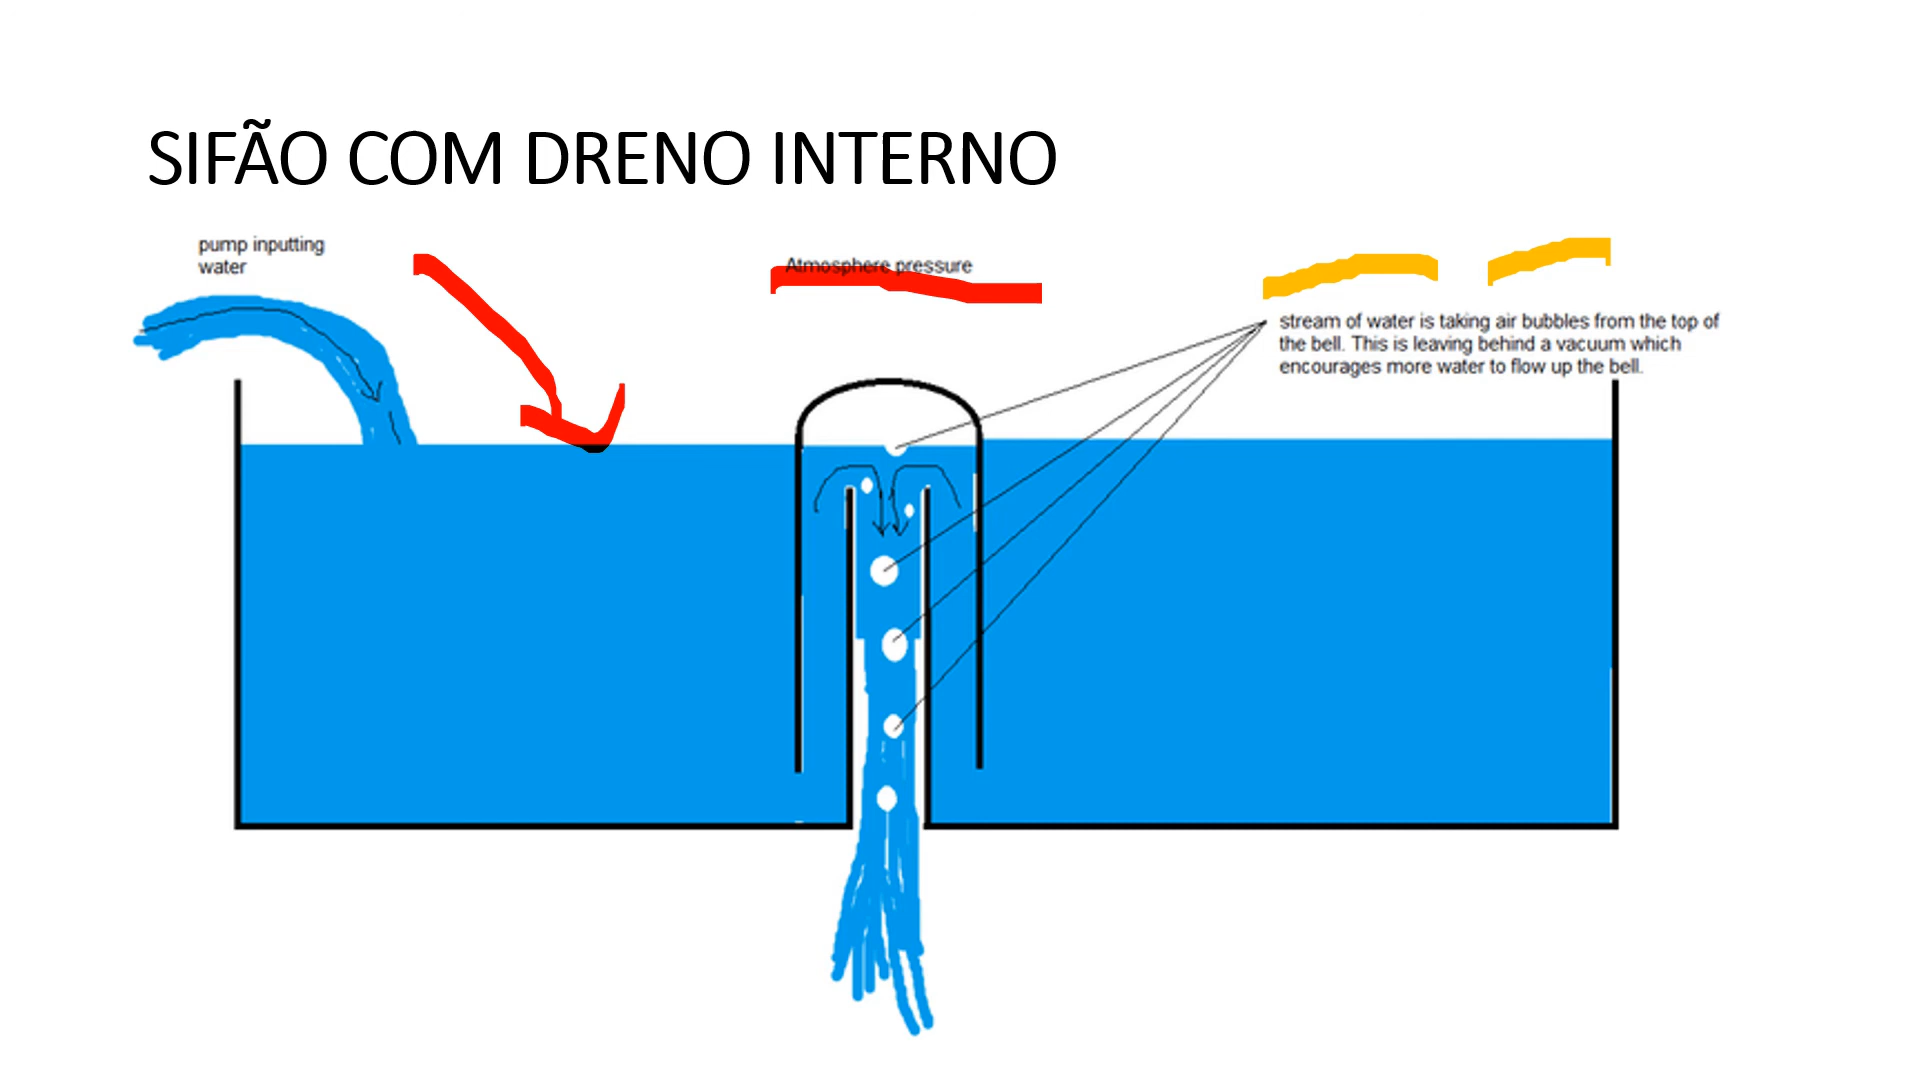 SIFÃO COM DRENO INTERNO
pump inputting
water
Atmosphere pressure
stream of water is taking air bubbles from the top of
the bell. This is leaving behind a vacuum which
encourages more water to flow up the bell.